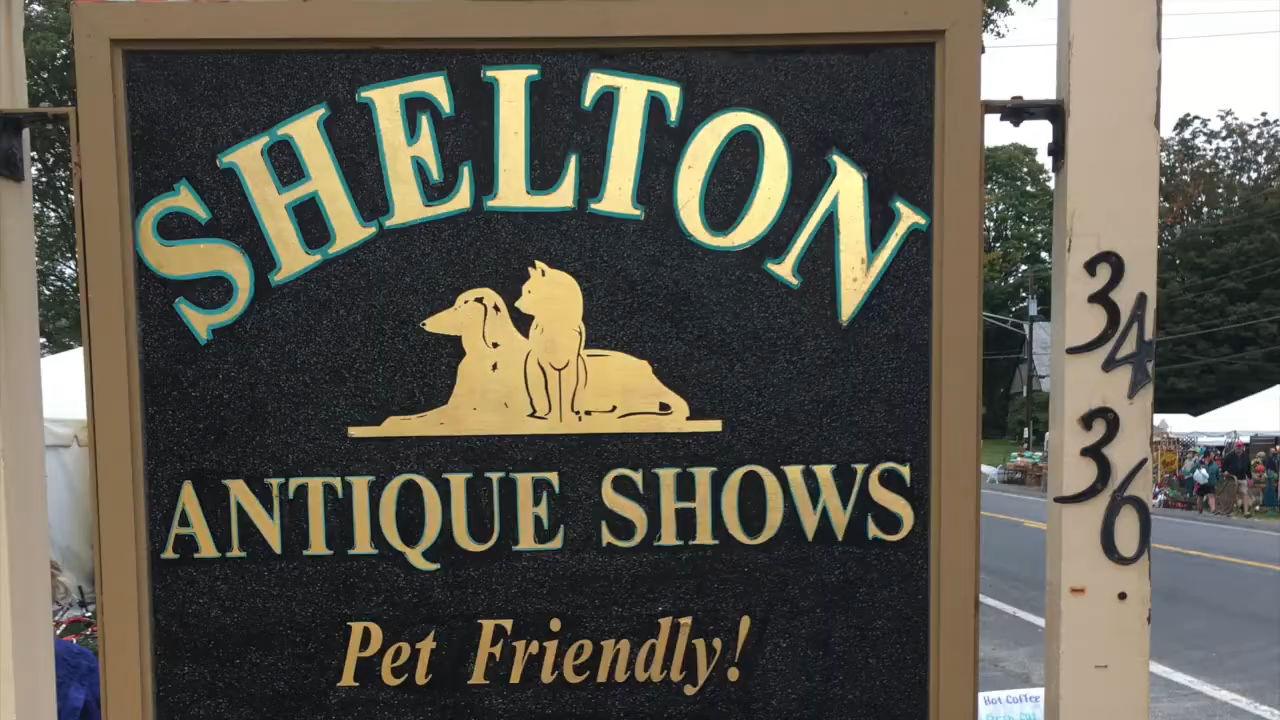 SHELTON
ANTIQUE SHOWS
Pet Friendly!
34
36
Hot Coffee